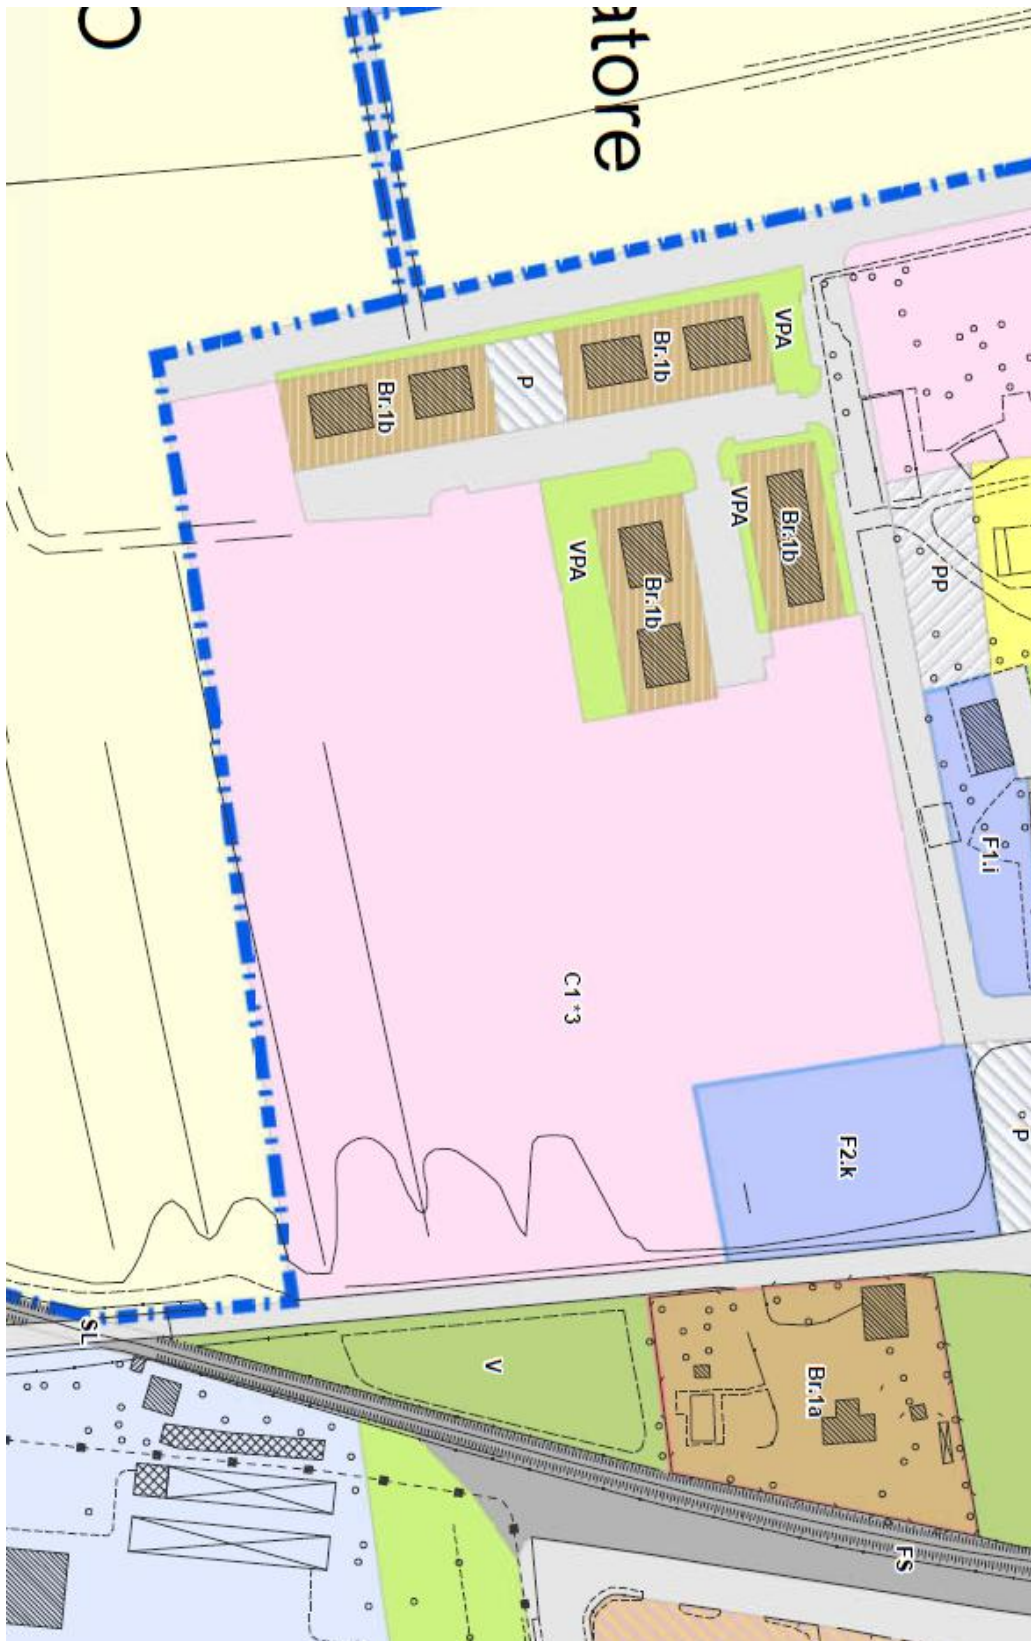 O
atore
VPA
Br.1b
P
Br.1b
VPA
Br.1b
VPA
Br.1b
PP
F1.i
C1 *3
F2.k
P
SL
V
Br.1a
FS